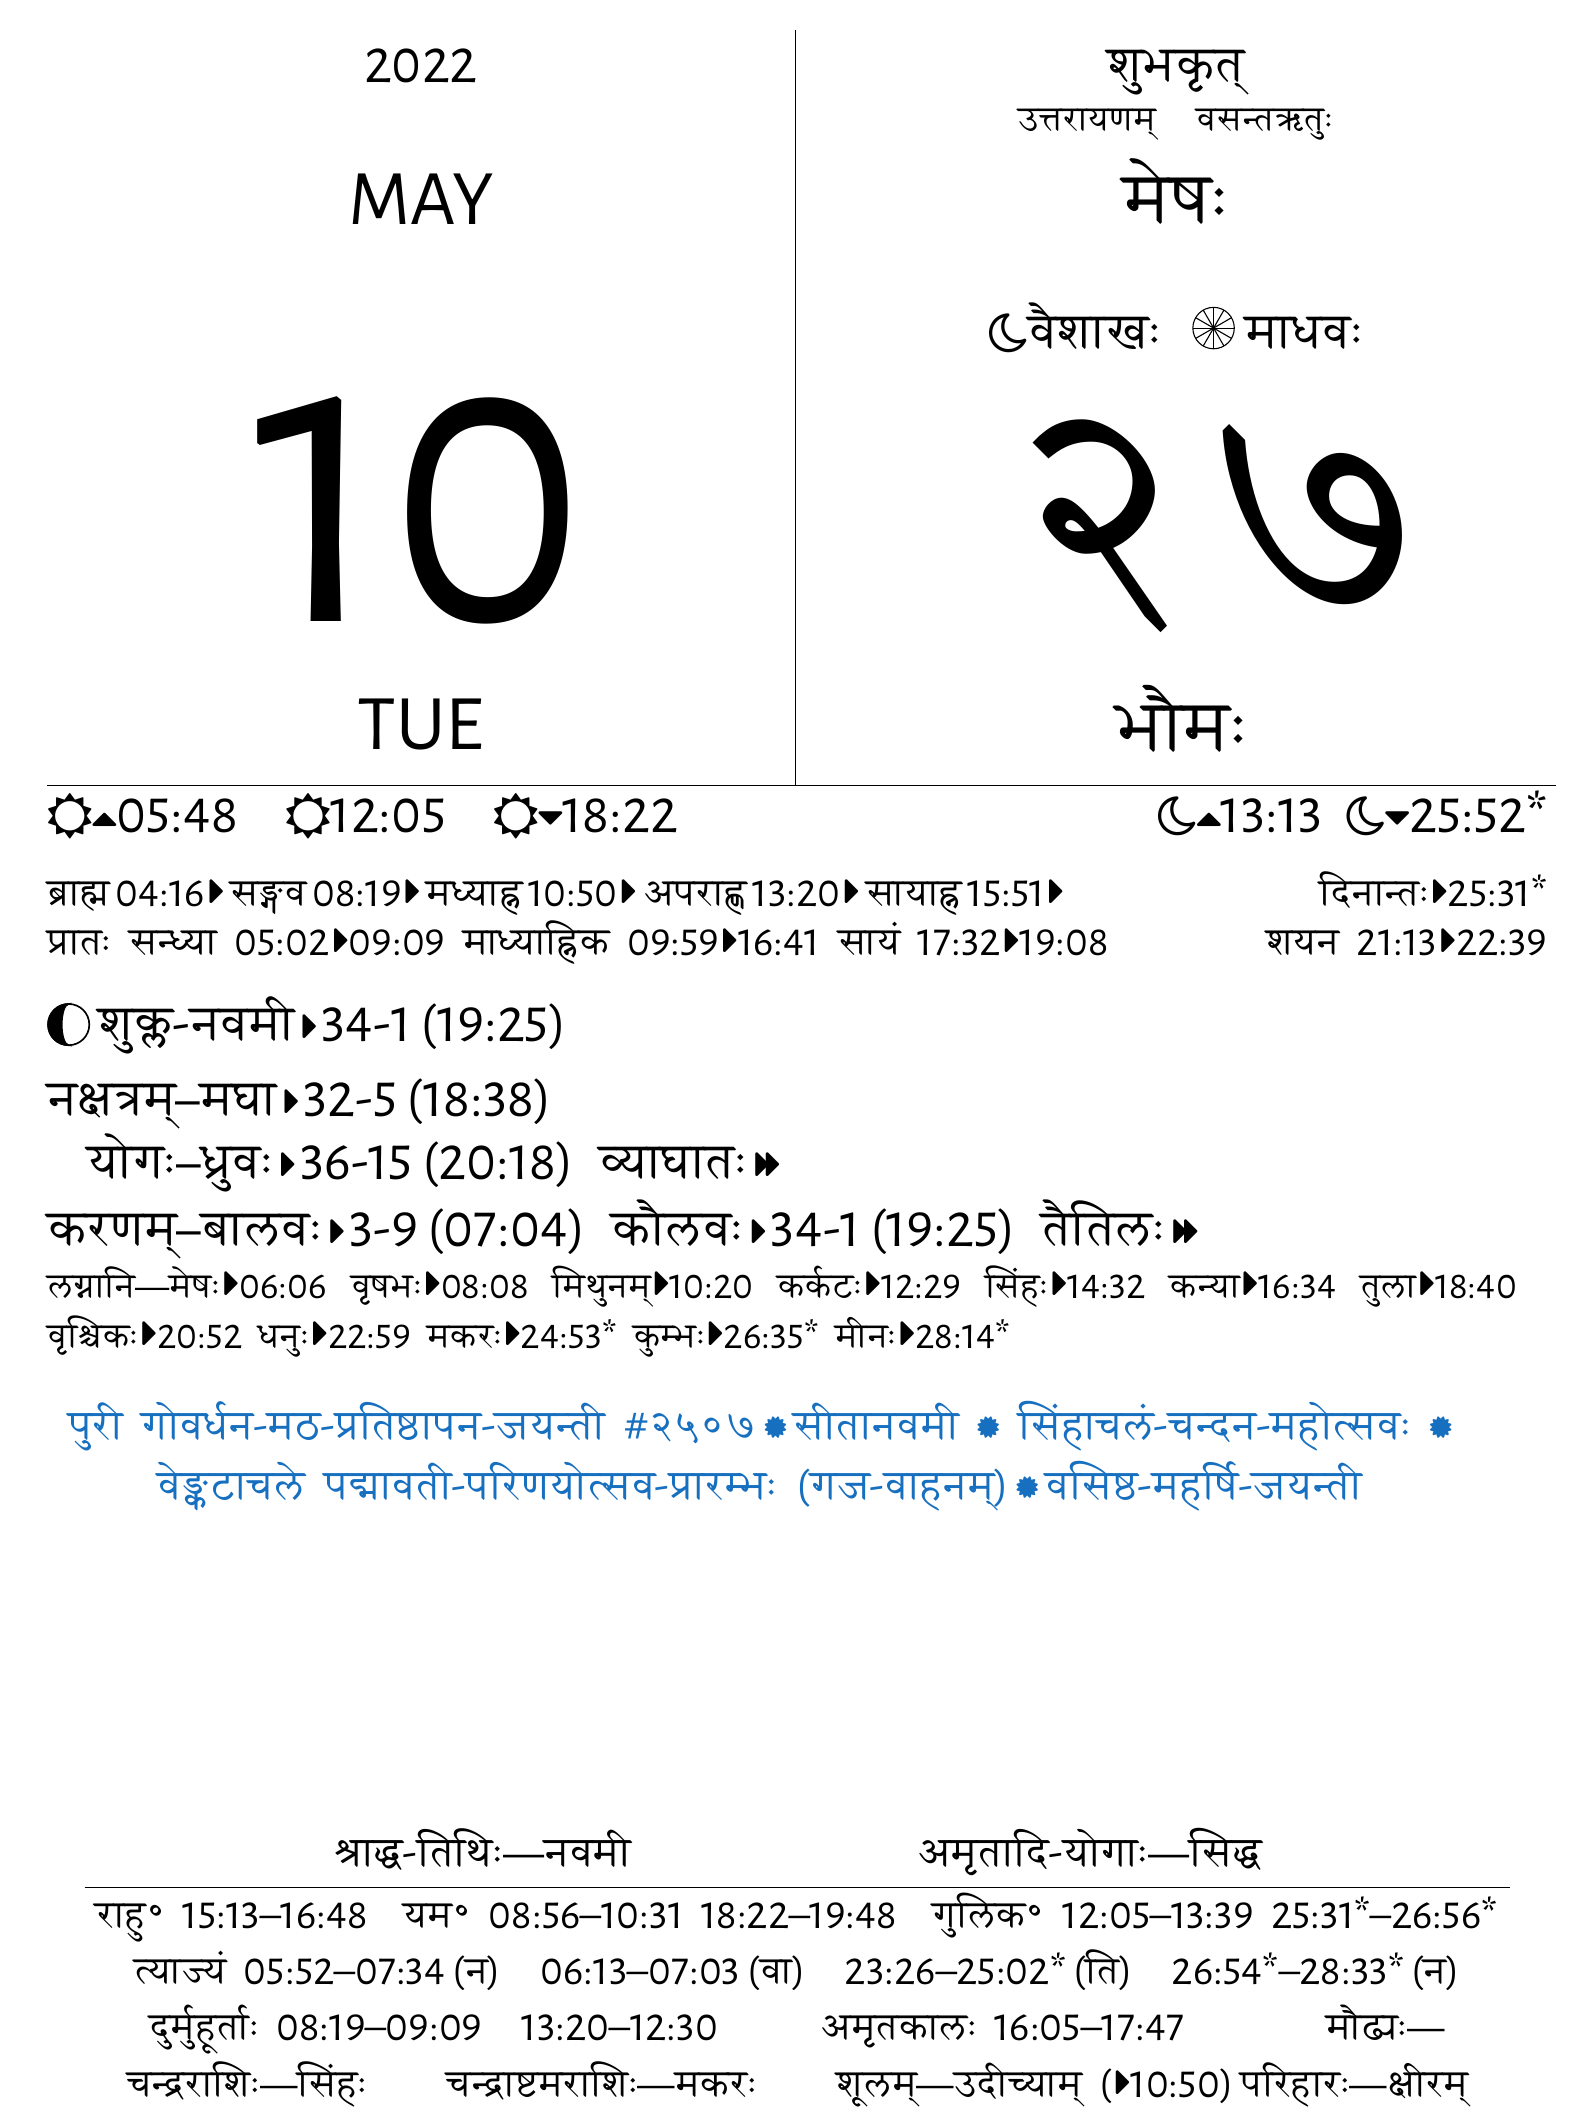 2022
MAY
10
TUE
शुभकृत्
उत्तरायणम् वसन्तऋतुः
मेषः
वैशाखः माधवः
२७
भौमः
05:48 12:05 18:22 13:13 25:52*
ब्राह्म 04:16 सङ्गव 08:19 मध्याह्न 10:50 अपराह्ण 13:20 सायाह्न 15:51 दिनान्तः 25:31*
प्रातः सन्ध्या 05:02 09:09 माध्याह्निक 09:59 16:41 सायं 17:32 19:08 शयन 21:13 22:39
शुक्ल-नवमी 34-1 (19:25)
नक्षत्रम्–मघा 32-5 (18:38)
योगः–ध्रुवः 36-15 (20:18) व्याघातः
करणम्–बालवः 3-9 (07:04) कौलवः 34-1 (19:25) तैतिलः
लग्नानि—मेषः 06:06 वृषभः 08:08 मिथुनम् 10:20 कर्कटः 12:29 सिंहः 14:32 कन्या 16:34 तुला 18:40
वृश्चिकः 20:52 धनुः 22:59 मकरः 24:53* कुम्भः 26:35* मीनः 28:14*
पुरी गोवर्धन-मठ-प्रतिष्ठापन-जयन्ती #२५०७ सीतानवमी सिंहाचलं-चन्दन-महोत्सवः
वेङ्कटाचले पद्मावती-परिणयोत्सव-प्रारम्भः (गज-वाहनम्) वसिष्ठ-महर्षि-जयन्ती
श्राद्ध-तिथिः—नवमी अमृतादि-योगाः—सिद्ध
राहु° 15:13–16:48 यम° 08:56–10:31 18:22–19:48 गुलिक° 12:05–13:39 25:31*–26:56*
त्याज्यं 05:52–07:34 (न) 06:13–07:03 (वा) 23:26–25:02* (ति) 26:54*–28:33* (न)
दुर्मुहूर्ताः 08:19–09:09 13:20–12:30 अमृतकालः 16:05–17:47 मौढ्यः—
चन्द्रराशिः—सिंहः चन्द्राष्टमराशिः—मकरः शूलम्—उदीच्याम् (10:50) परिहारः—क्षीरम्